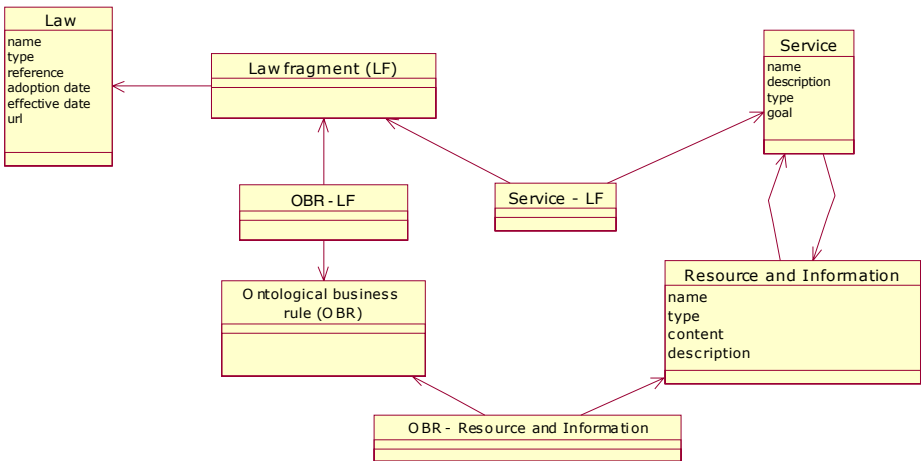 Law
name
type
reference
adoption date
effective date
url
Law fragment (LF)
Service
name
description
type
goal
OBR - LF
Service - LF
Ontological business
rule (OBR)
Resource and Information
name
type
content
description
OBR - Resource and Information